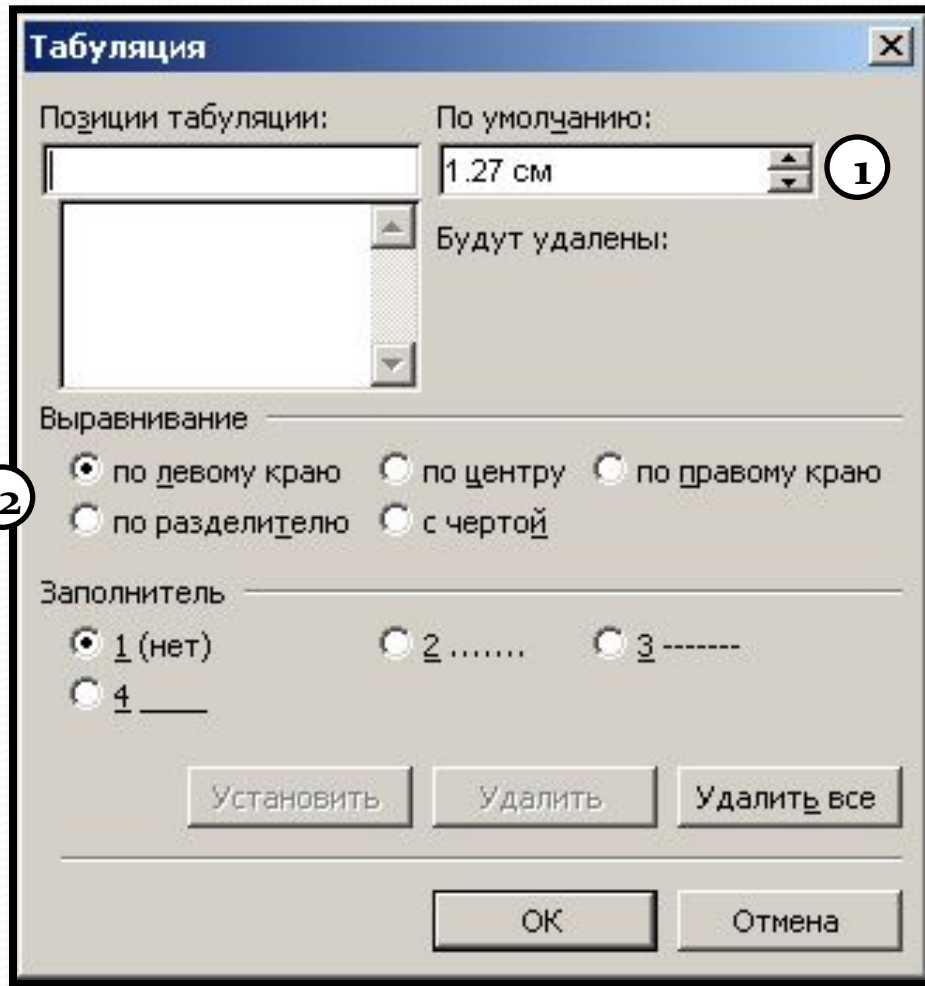 Табуляция
Позиции табуляции: По умолчанию:
1.27 см 1
Будут удалены:
Выравнивание
по левому краю по центру по правому краю
2
по разделителю с чертой
Заполнитель
1 (нет) 2 ....... 3 -------
4 ____
Установить Удалить Удалить все
ОК Отмена